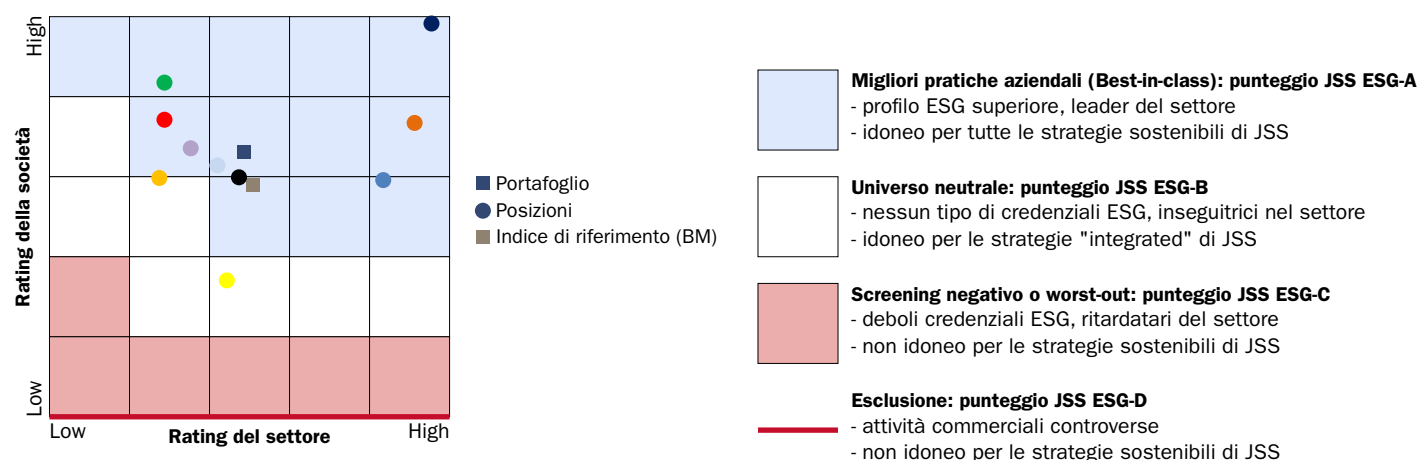 High
Rating della società
Low
Low
Rating del settore
High
Portafoglio
Posizioni
Indice di riferimento (BM)
Migliori pratiche aziendali (Best-in-class): punteggio JSS ESG-A
- profilo ESG superiore, leader del settore
- idoneo per tutte le strategie sostenibili di JSS
Universo neutrale: punteggio JSS ESG-B
- nessun tipo di credenziali ESG, inseguitrici nel settore
- idoneo per le strategie "integrated" di JSS
Screening negativo o worst-out: punteggio JSS ESG-C
- deboli credenziali ESG, ritardatari del settore
- non idoneo per le strategie sostenibili di JSS
Esclusione: punteggio JSS ESG-D
- attività commerciali controverse
- non idoneo per le strategie sostenibili di JSS